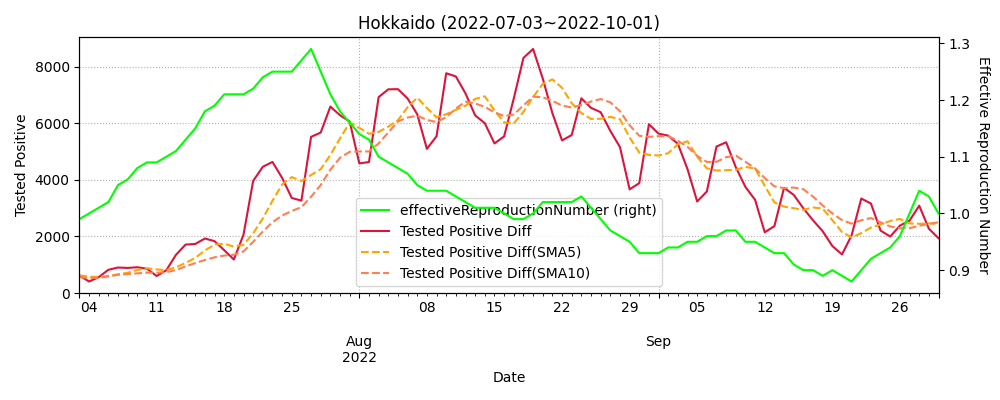 Hokkaido (2022-07-03~2022-10-01)
Tested Positive
8000
6000
4000
2000
0
1.3
1.2
1.1
1.0
0.9
Effective Reproduction Number
effectiveReproductionNumber (right)
Tested Positive Diff
Tested Positive Diff(SMA5)
Tested Positive Diff(SMA10)
04 11 18 25 08 15 22 29 05 12 19 26
Aug Sep
2022
Date